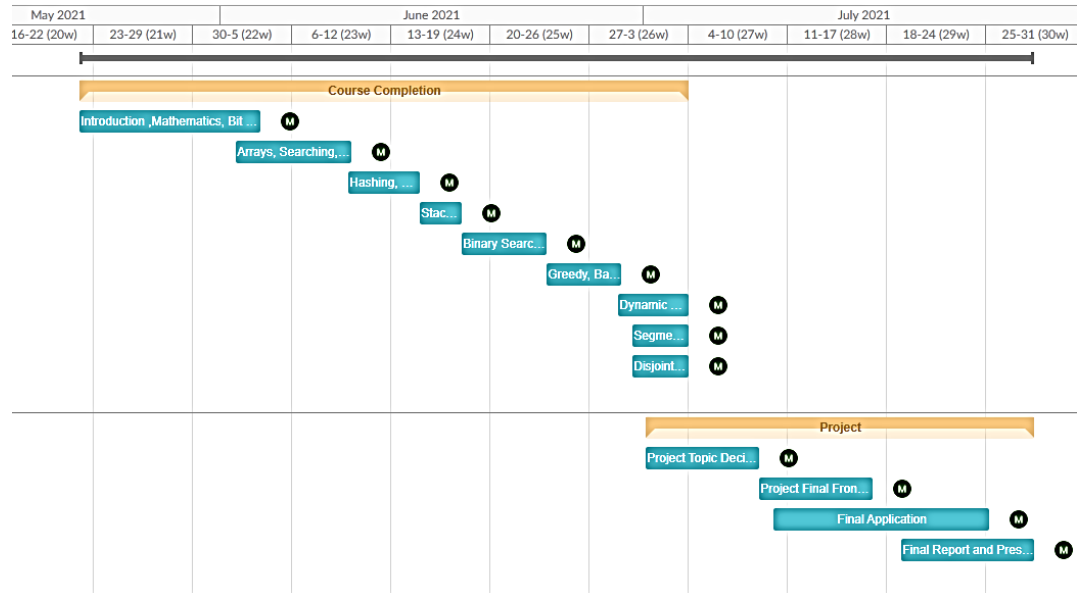 May 2021 June 2021 July 2021
16-22 (20w) 23-29 (21w) 30-5 (22w) 6-12 (23w) 13-19 (24w) 20-26 (25w) 27-3 (26w) 4-10 (27w) 11-17 (28w) 18-24 (29w) 25-31 (30w)
Course Completion
Introduction ,Mathematics, Bit ... M
Arrays, Searching,... M
Hashing, ... M
Stac... M
Binary Searc... M
Greedy, Ba... M
Dynamic ... M
Segme... M
Disjoint... M
Project
Project Topic Deci... M
Project Final Fron... M
Final Application M
Final Report and Pres... M